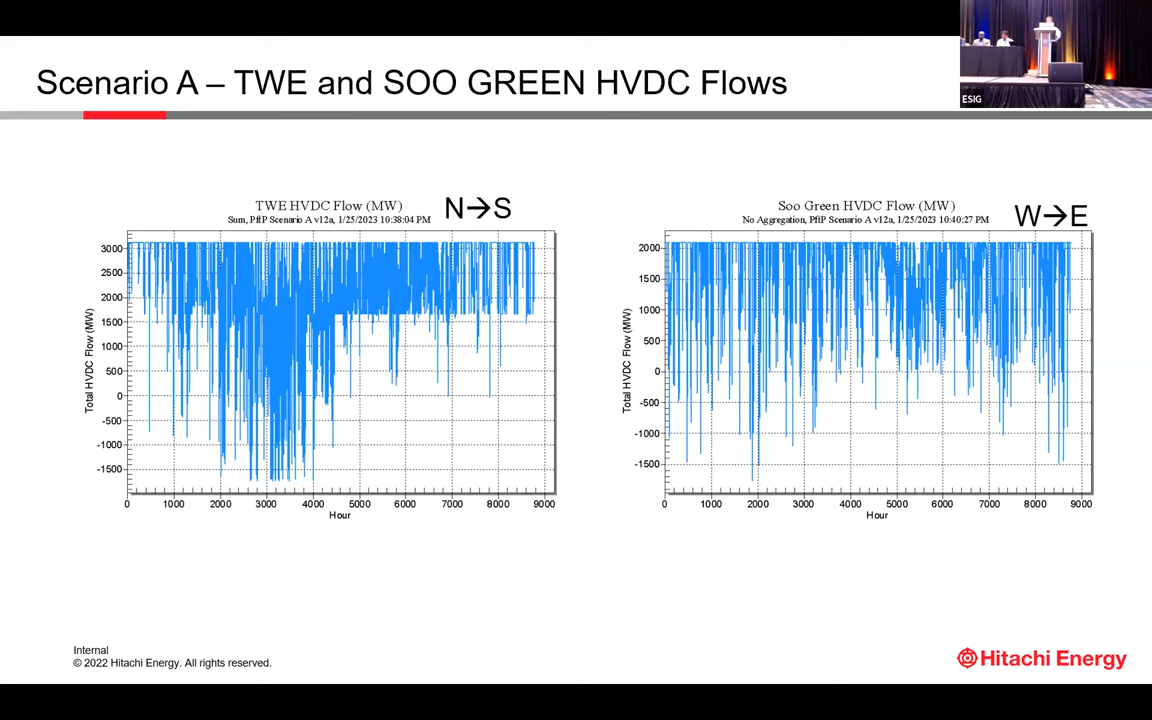 Scenario A – TWE and SOO GREEN HVDC Flows
ESIG
TWE HVDC Flow (MW)
Sum, PftP Scenario A v12a, 1/25/2023 10:38:04 PM
N→S
Total HVDC Flow (MW)
3000
2500
2000
1500
1000
500
0
-500
-1000
-1500
0 1000 2000 3000 4000 5000 6000 7000 8000 9000
Hour
Soo Green HVDC Flow (MW)
No Aggregation, PftP Scenario A v12a, 1/25/2023 10:40:27 PM
W→E
Total HVDC Flow (MW)
2000
1500
1000
500
0
-500
-1000
-1500
0 1000 2000 3000 4000 5000 6000 7000 8000 9000
Hour
Internal
© 2022 Hitachi Energy. All rights reserved.
Hitachi Energy